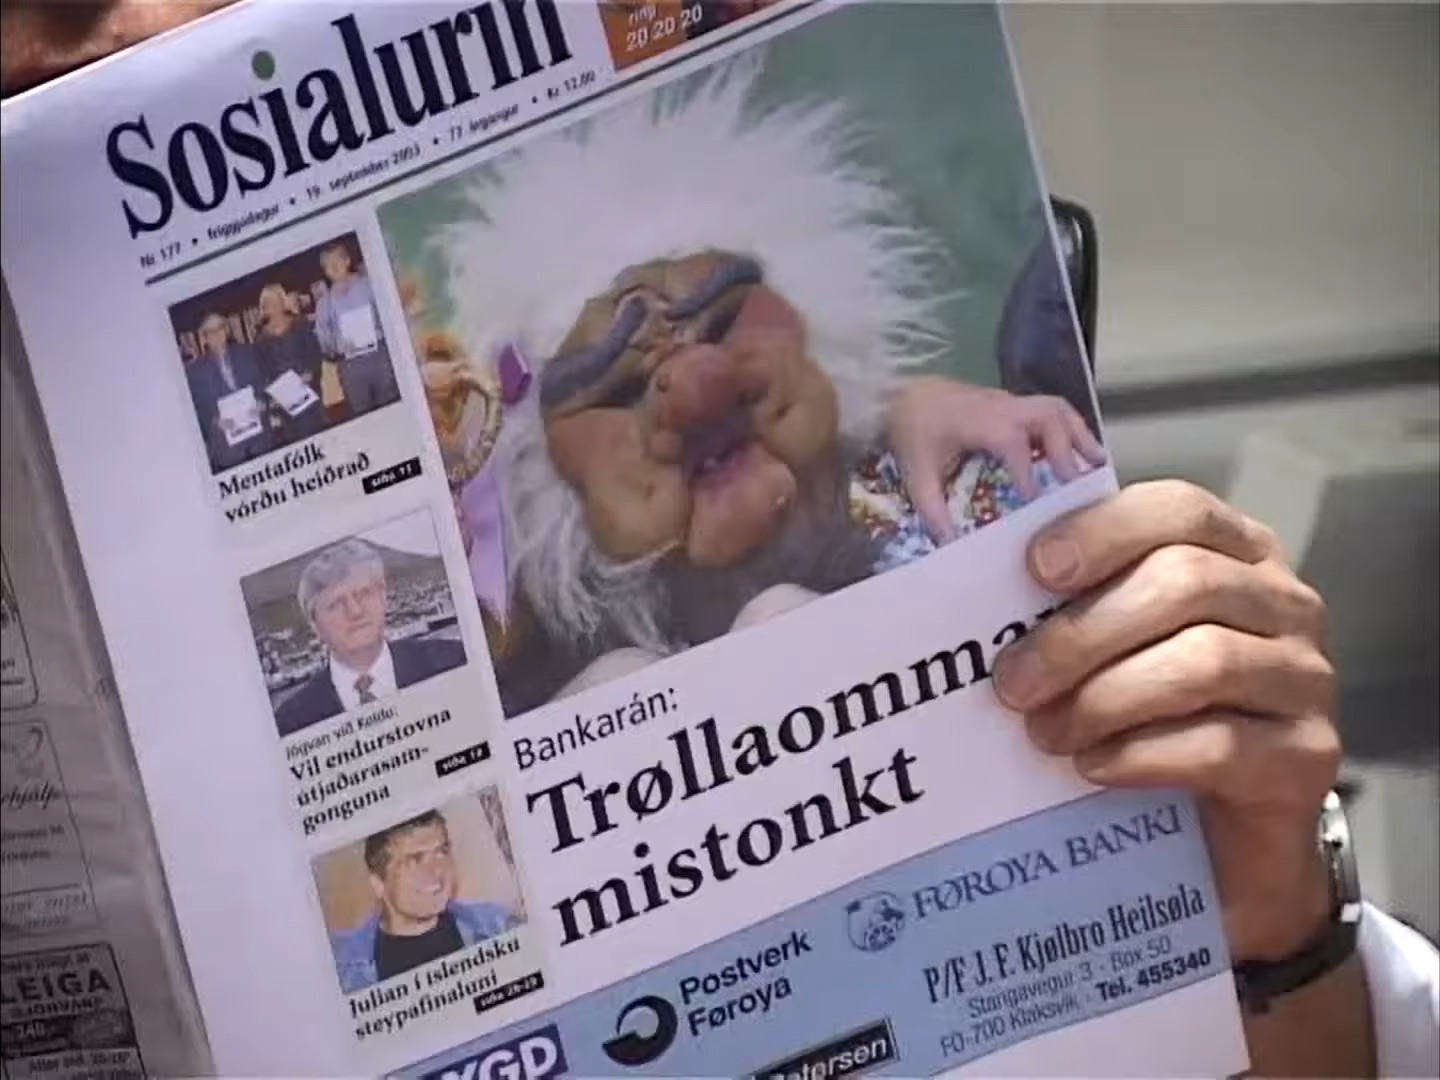 Sosialurin
ring
20 20 20
Nr. 177 • fríggjadagur • 19. september 2003 • 77. árgangur • Kr 12,00
Mentafólk
vórðu heiðrað
síða 11
Jógvan við Keldu:
Vil endurstovna
útjaðarasam-
gonguna
Julian í íslendsku
steypafinaluni
Bankarán:
Trøllaomma
mistonkt
FØROYA BANKI
Postverk
Føroya
P/F J. F. Kjølbro Heilsøla
Stangavegur 3 - Box 50
FO-700 Klaksvík - Tel. 455340
LEIGA